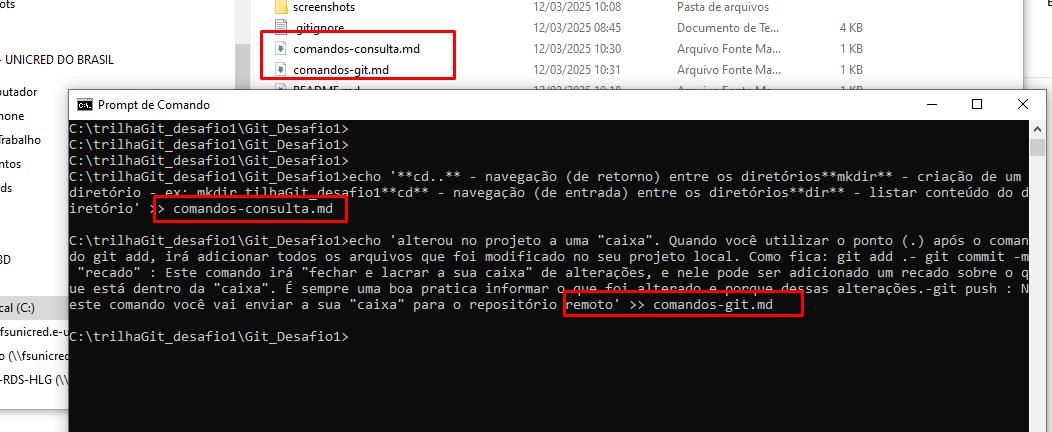 ots
screenshots 12/03/2025 10:08 Pasta de arquivos
.gitignore 12/03/2025 08:45 Documento de Te... 4 KB
comandos-consulta.md 12/03/2025 10:30 Arquivo Fonte Ma... 1 KB
- UNICRED DO BRASIL
comandos-git.md 12/03/2025 10:31 Arquivo Fonte Ma... 1 KB
README.md 12/03/2025 10:18 Arquivo Fonte Ma... 1 KB
putador
Prompt de Comando
hone
Trabalho
ntos
ds
3D
cal (C:)
fsunicred.e-u
o (\\fsunicred
-RDS-HLG (\\
C:\trilhaGit_desafio1\Git_Desafio1>
C:\trilhaGit_desafio1\Git_Desafio1>
C:\trilhaGit_desafio1\Git_Desafio1>
C:\trilhaGit_desafio1\Git_Desafio1>echo '**cd..** - navegação (de retorno) entre os diretórios**mkdir** - criação de um
diretório - ex: mkdir tilhaGit_desafio1**cd** - navegação (de entrada) entre os diretórios**dir** - listar conteúdo do d
iretório' >> comandos-consulta.md
C:\trilhaGit_desafio1\Git_Desafio1>echo 'alterou no projeto a uma "caixa". Quando você utilizar o ponto (.) após o coman
do git add, irá adicionar todos os arquivos que foi modificado no seu projeto local. Como fica: git add .- git commit -m
"recado" : Este comando irá "fechar e lacrar a sua caixa" de alterações, e nele pode ser adicionado um recado sobre o q
ue está dentro da "caixa". É sempre uma boa pratica informar o que foi alterado e porque dessas alterações.-git push : N
este comando você vai enviar a sua "caixa" para o repositório remoto' >> comandos-git.md
C:\trilhaGit_desafio1\Git_Desafio1>